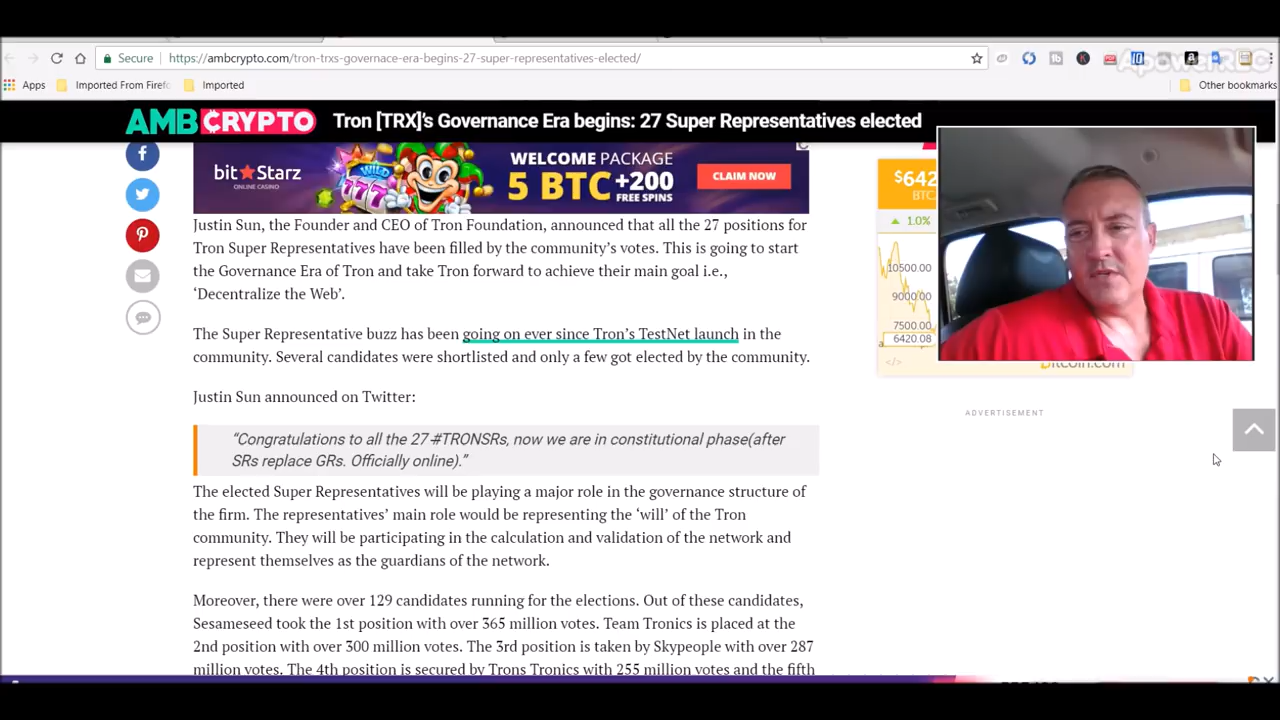 Secure
https://ambcrypto.com/tron-trxs-governace-era-begins-27-super-representatives-elected/
ApowerREC
Apps
Imported From Firefo
Imported
Other bookmarks
AMBCRYPTO
Tron [TRX]'s Governance Era begins: 27 Super Representatives elected
bitStarz
ONLINE CASINO
WILD
777
WELCOME PACKAGE
5 BTC +200
FREE SPINS
CLAIM NOW
Justin Sun, the Founder and CEO of Tron Foundation, announced that all the 27 positions for
Tron Super Representatives have been filled by the community's votes. This is going to start
the Governance Era of Tron and take Tron forward to achieve their main goal i.e.,
‘Decentralize the Web’.
The Super Representative buzz has been going on ever since Tron's TestNet launch in the
community. Several candidates were shortlisted and only a few got elected by the community.
Justin Sun announced on Twitter:
“Congratulations to all the 27 #TRONSRs, now we are in constitutional phase(after
SRs replace GRs. Officially online).”
The elected Super Representatives will be playing a major role in the governance structure of
the firm. The representatives’ main role would be representing the ‘will’ of the Tron
community. They will be participating in the calculation and validation of the network and
represent themselves as the guardians of the network.
Moreover, there were over 129 candidates running for the elections. Out of these candidates,
Sesameseed took the 1st position with over 365 million votes. Team Tronics is placed at the
2nd position with over 300 million votes. The 3rd position is taken by Skypeople with over 287
million votes. The 4th position is secured by Trons Tronics with 255 million votes and the fifth
$642
BTC
1.0%
10500.00
9000.00
7500.00
6420.08
Bitcoin.com
ADVERTISEMENT